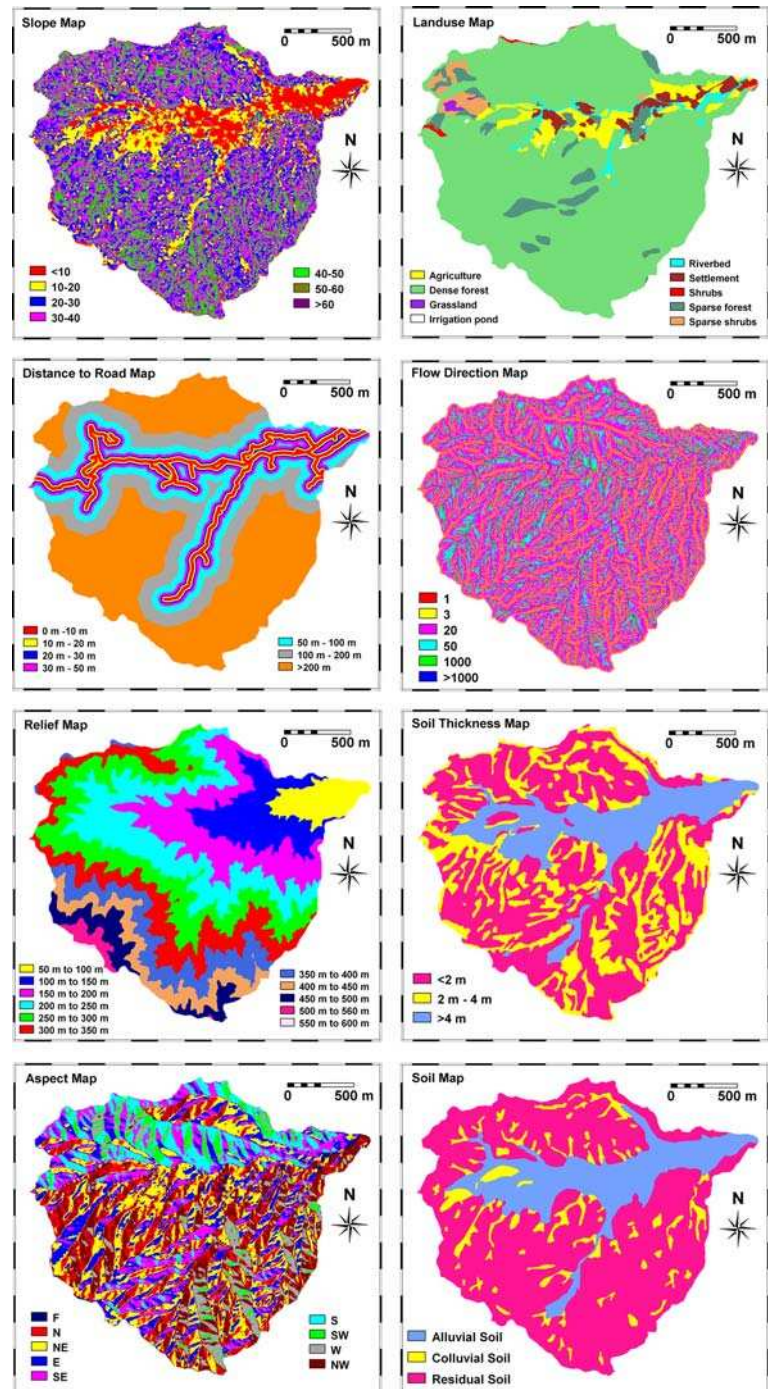 Slope Map
0 500 m
N
<10
10-20
20-30
30-40
40-50
50-60
>60
Landuse Map
0 500 m
N
Agriculture
Dense forest
Grassland
Irrigation pond
Riverbed
Settlement
Shrubs
Sparse forest
Sparse shrubs
Distance to Road Map
0 500 m
N
0 m -10 m
10 m - 20 m
20 m - 30 m
30 m - 50 m
50 m - 100 m
100 m - 200 m
>200 m
Flow Direction Map
0 500 m
N
1
3
20
50
1000
>1000
Relief Map
0 500 m
N
50 m to 100 m
100 m to 150 m
150 m to 200 m
200 m to 250 m
250 m to 300 m
300 m to 350 m
350 m to 400 m
400 m to 450 m
450 m to 500 m
500 m to 560 m
550 m to 600 m
Soil Thickness Map
0 500 m
N
<2 m
2 m - 4 m
>4 m
Aspect Map
0 500 m
N
F
N
NE
E
SE
S
SW
W
NW
Soil Map
0 500 m
N
Alluvial Soil
Colluvial Soil
Residual Soil